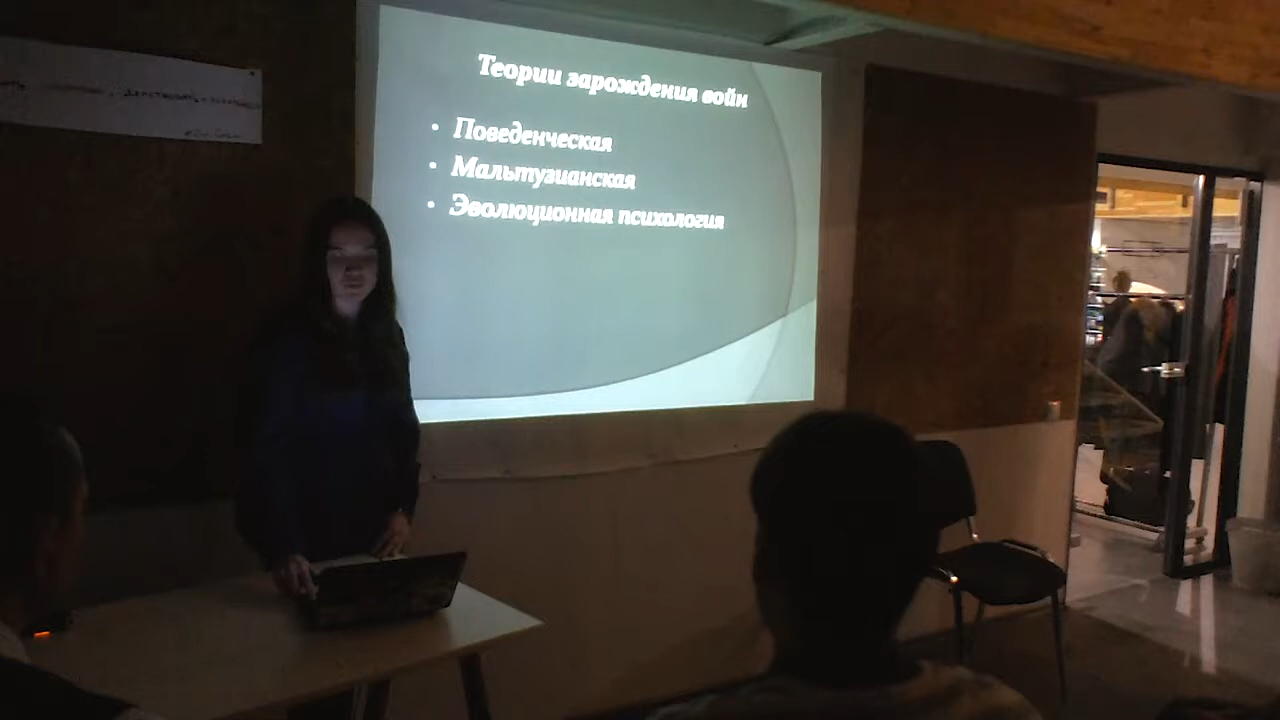 Теории зарождения войн
• Поведенческая
• Мальтузианская
• Эволюционная психология